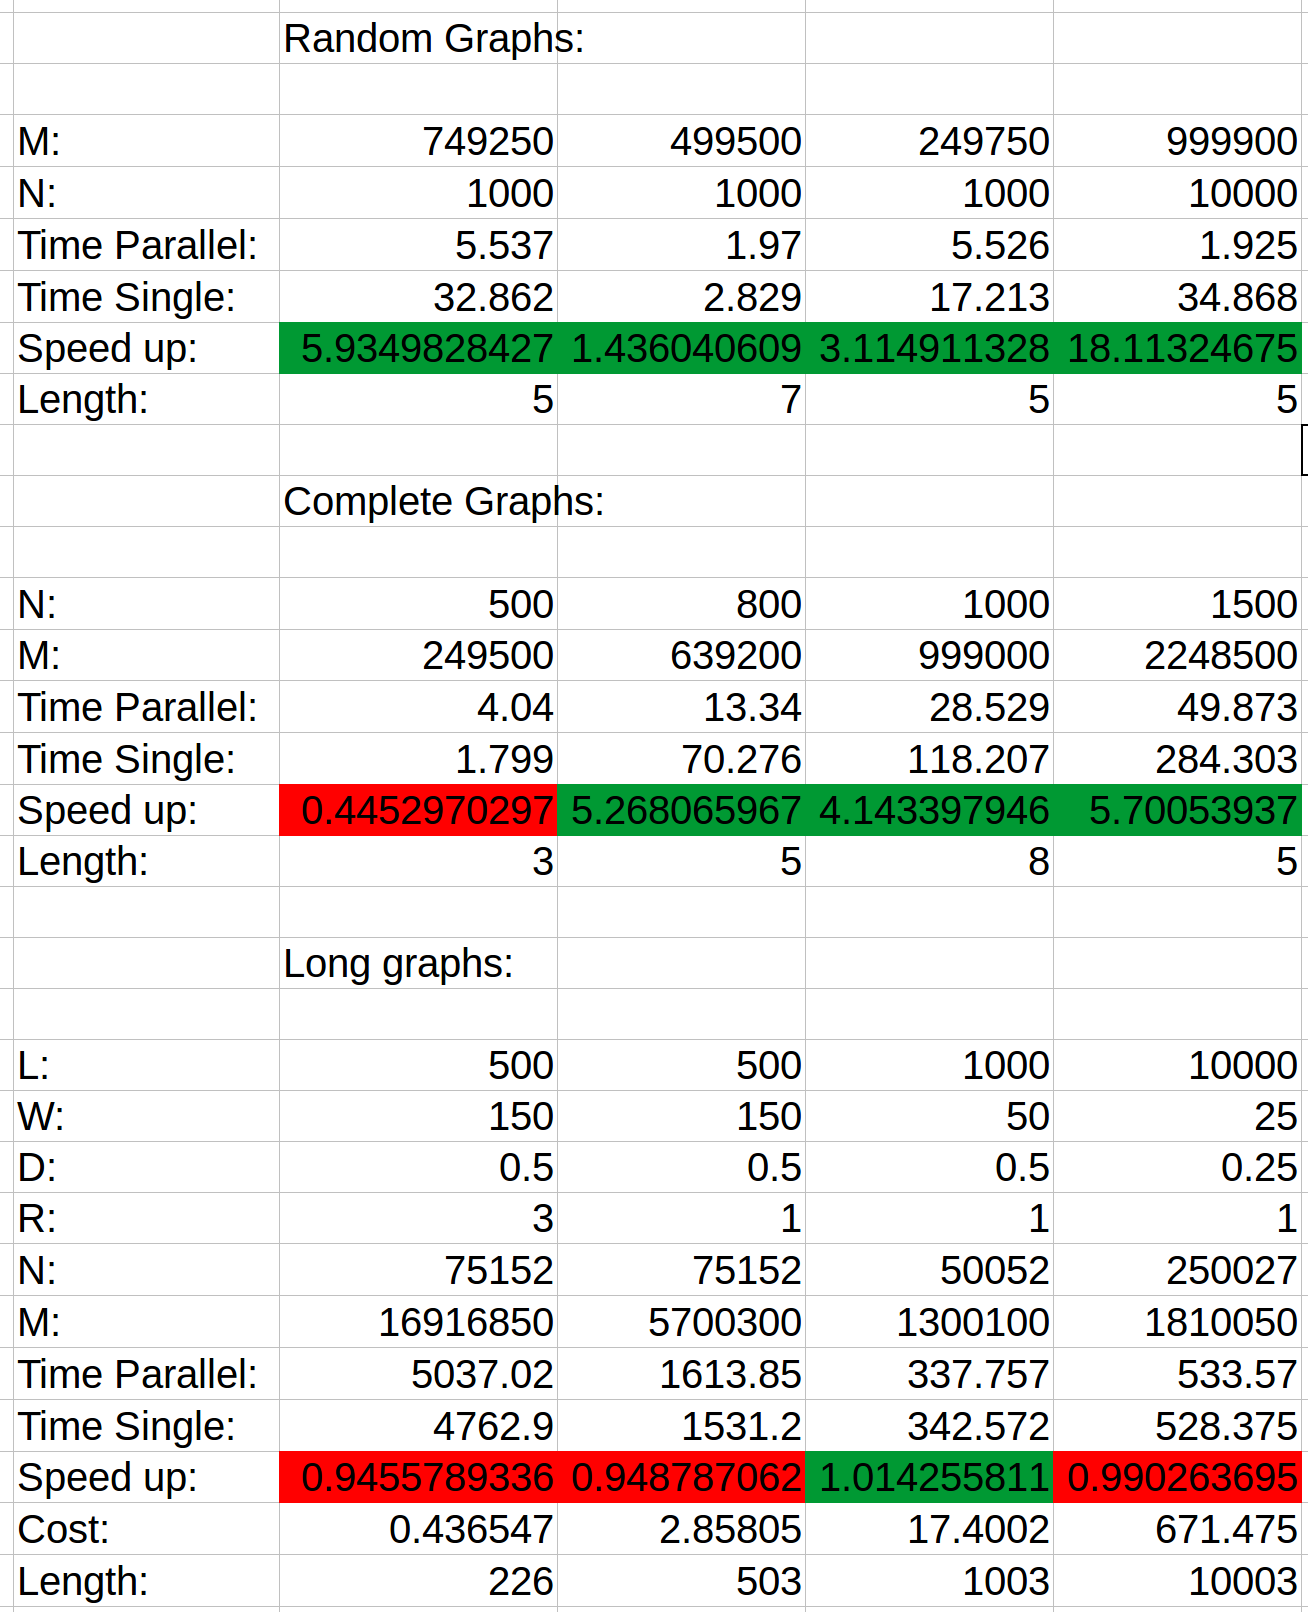 Random Graphs:
M: 749250 499500 249750 999900
N: 1000 1000 1000 10000
Time Parallel: 5.537 1.97 5.526 1.925
Time Single: 32.862 2.829 17.213 34.868
Speed up: 5.9349828427 1.436040609 3.114911328 18.11324675
Length: 5 7 5 5
Complete Graphs:
N: 500 800 1000 1500
M: 249500 639200 999000 2248500
Time Parallel: 4.04 13.34 28.529 49.873
Time Single: 1.799 70.276 118.207 284.303
Speed up: 0.4452970297 5.268065967 4.143397946 5.70053937
Length: 3 5 8 5
Long graphs:
L: 500 500 1000 10000
W: 150 150 50 25
D: 0.5 0.5 0.5 0.25
R: 3 1 1 1
N: 75152 75152 50052 250027
M: 16916850 5700300 1300100 1810050
Time Parallel: 5037.02 1613.85 337.757 533.57
Time Single: 4762.9 1531.2 342.572 528.375
Speed up: 0.9455789336 0.948787062 1.014255811 0.990263695
Cost: 0.436547 2.85805 17.4002 671.475
Length: 226 503 1003 10003